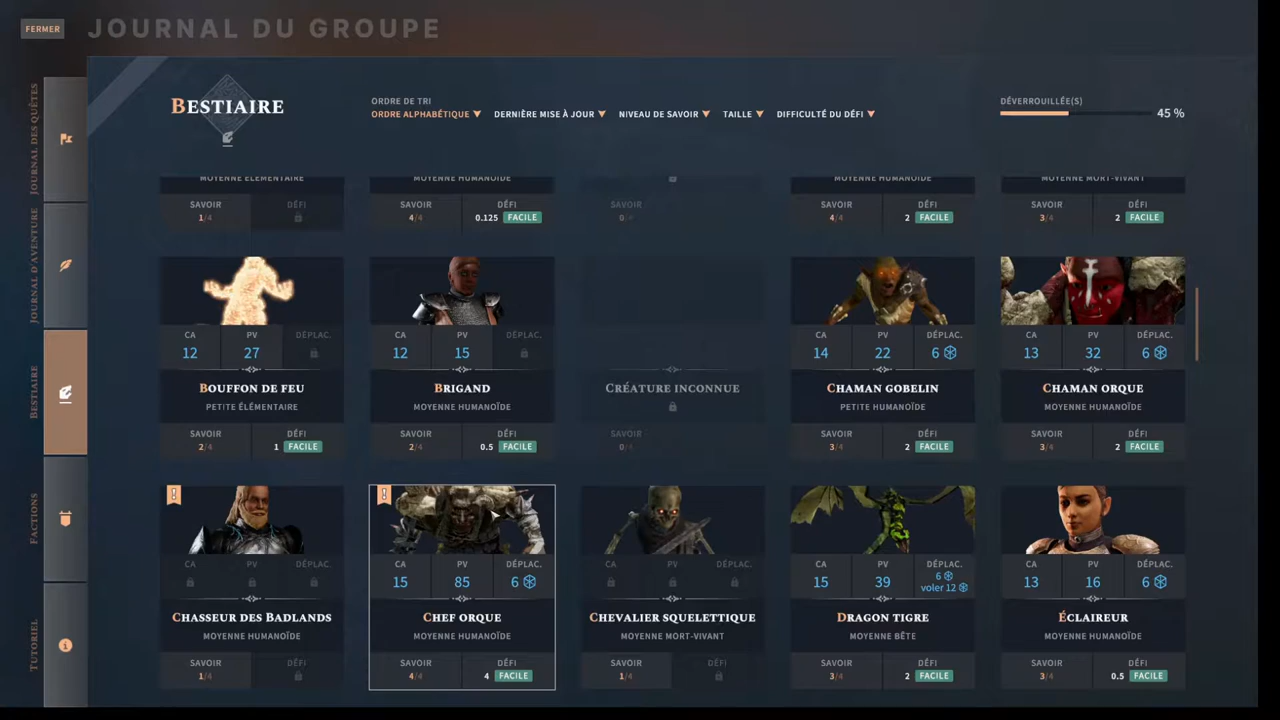 FERMER
JOURNAL DU GROUPE
JOURNAL DES QUÊTES
JOURNAL D'AVENTURE
BESTIAIRE
FACTIONS
TUTORIEL
BESTIAIRE
ORDRE DE TRI
ORDRE ALPHABÉTIQUE DERNIÈRE MISE À JOUR NIVEAU DE SAVOIR TAILLE DIFFICULTÉ DU DÉFI
DÉVERROUILLÉE(S)
45 %
MOYENNE ÉLÉMENTAIRE MOYENNE HUMANOÏDE MOYENNE HUMANOÏDE MOYENNE MORT-VIVANT
SAVOIR DÉFI SAVOIR DÉFI SAVOIR SAVOIR DÉFI SAVOIR DÉFI
1/4 4/4 0.125 FACILE 0/4 4/4 2 FACILE 3/4 2 FACILE
CA PV DÉPLAC. CA PV DÉPLAC. CA PV DÉPLAC. CA PV DÉPLAC.
12 27 12 15 14 22 6 13 32 6
BOUFFON DE FEU BRIGAND CRÉATURE INCONNUE CHAMAN GOBELIN CHAMAN ORQUE
PETITE ÉLÉMENTAIRE MOYENNE HUMANOÏDE PETITE HUMANOÏDE MOYENNE HUMANOÏDE
SAVOIR DÉFI SAVOIR DÉFI SAVOIR SAVOIR DÉFI SAVOIR DÉFI
2/4 1 FACILE 2/4 0.5 FACILE 0/4 3/4 2 FACILE 3/4 2 FACILE
CA PV DÉPLAC. CA PV DÉPLAC. CA PV DÉPLAC. CA PV DÉPLAC. CA PV DÉPLAC.
15 85 6 15 39 6 voler 12 13 16 6
CHASSEUR DES BADLANDS CHEF ORQUE CHEVALIER SQUELETTIQUE DRAGON TIGRE ÉCLAIREUR
MOYENNE HUMANOÏDE MOYENNE HUMANOÏDE MOYENNE MORT-VIVANT MOYENNE BÊTE MOYENNE HUMANOÏDE
SAVOIR DÉFI SAVOIR DÉFI SAVOIR DÉFI SAVOIR DÉFI SAVOIR DÉFI
1/4 4/4 4 FACILE 1/4 3/4 2 FACILE 3/4 0.5 FACILE